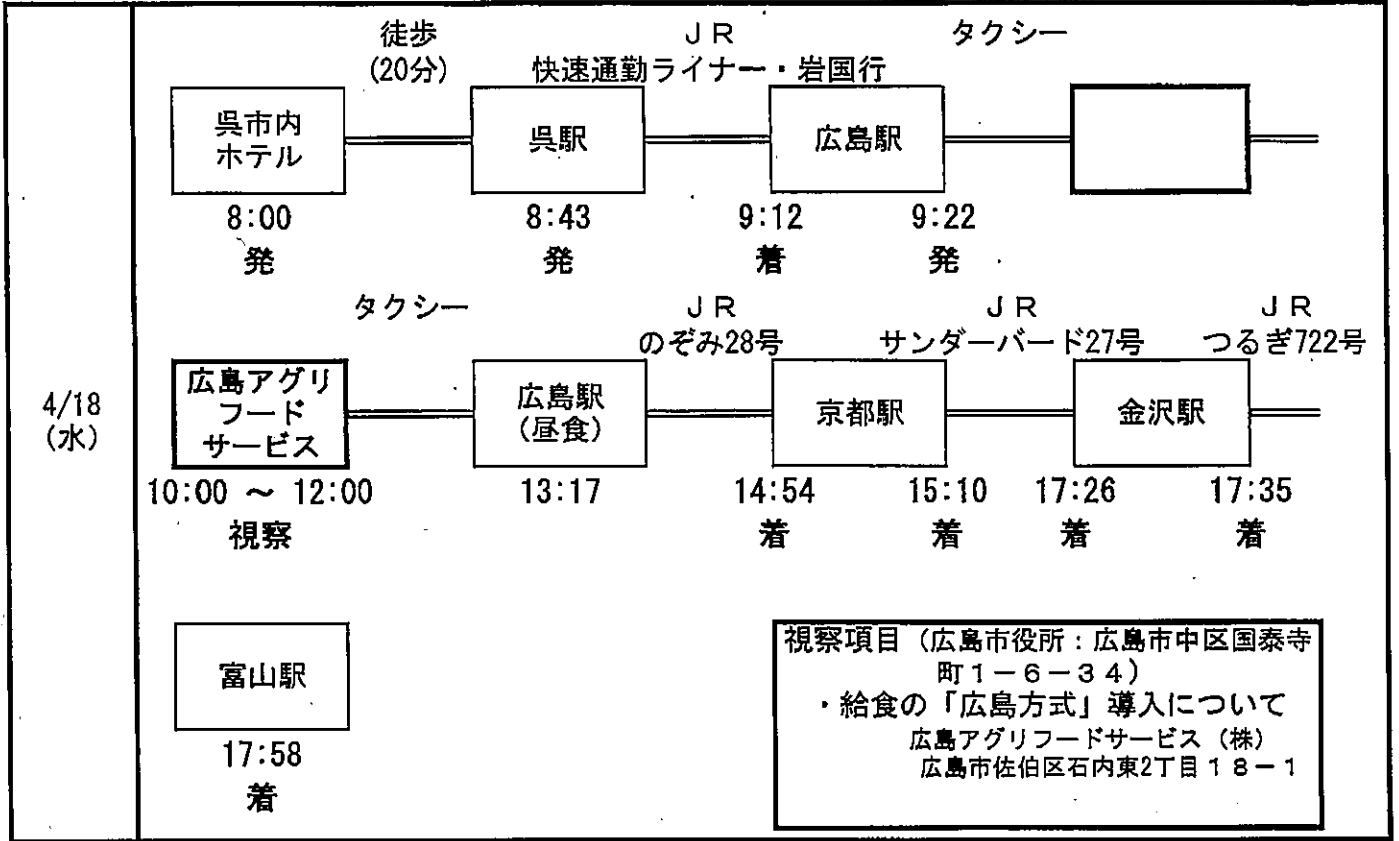 4/18
(水)
徒歩
(20分)
ＪＲ
快速通勤ライナー・岩国行
タクシー
呉市内
ホテル
呉駅
広島駅
8:00
発
8:43
発
9:12
着
9:22
発
タクシー
ＪＲ
のぞみ28号
ＪＲ
サンダーバード27号
ＪＲ
つるぎ722号
広島アグリ
フード
サービス
広島駅
(昼食)
京都駅
金沢駅
10:00 ～ 12:00
視察
13:17
14:54
着
15:10
着
17:26
着
17:35
着
富山駅
17:58
着
視察項目（広島市役所：広島市中区国泰寺
町１－６－３４）
・給食の「広島方式」導入について
広島アグリフードサービス（株）
広島市佐伯区石内東2丁目１８－１